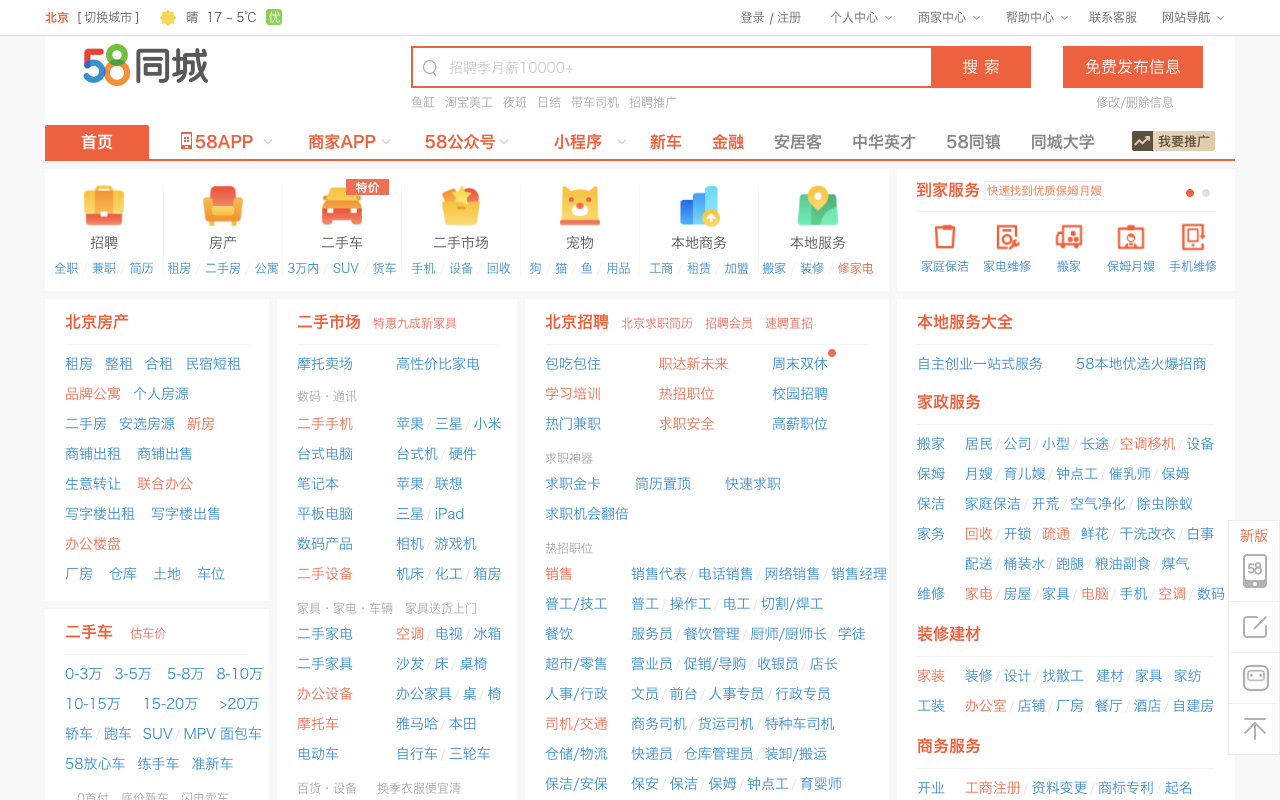 北京 [ 切换城市 ] 晴 17 ~ 5℃ 优 登录 / 注册 个人中心 商家中心 帮助中心 联系客服 网站导航
58同城 招聘季月薪10000+ 搜 索 免费发布信息
鱼缸 淘宝美工 夜班 日结 带车司机 招聘推广 修改/删除信息
首页 58APP 商家APP 58公众号 小程序 新车 金融 安居客 中华英才 58同镇 同城大学 我要推广
特价
招聘 房产 二手车 二手市场 宠物 本地商务 本地服务
全职 / 兼职 / 简历 租房 / 二手房 / 公寓 3万内 / SUV / 货车 手机 / 设备 / 回收 狗 / 猫 / 鱼 / 用品 工商 / 租赁 / 加盟 搬家 / 装修 / 修家电
到家服务 快速找到优质保姆月嫂
家庭保洁 家电维修 搬家 保姆月嫂 手机维修
北京房产
租房 整租 合租 民宿短租
品牌公寓 个人房源
二手房 安选房源 新房
商铺出租 商铺出售
生意转让 联合办公
写字楼出租 写字楼出售
办公楼盘
厂房 仓库 土地 车位
二手车 估车价
0-3万 3-5万 5-8万 8-10万
10-15万 15-20万 >20万
轿车 / 跑车 SUV / MPV 面包车
58放心车 练手车 准新车
0首付 底价新车 闪电卖车
二手市场 特惠九成新家具
摩托卖场 高性价比家电
数码・通讯
二手手机 苹果 / 三星 / 小米
台式电脑 台式机 / 硬件
笔记本 苹果 / 联想
平板电脑 三星 / iPad
数码产品 相机 / 游戏机
二手设备 机床 / 化工 / 箱房
家具・家电・车辆 家具送货上门
二手家电 空调 / 电视 / 冰箱
二手家具 沙发 / 床 / 桌椅
办公设备 办公家具 / 桌 / 椅
摩托车 雅马哈 / 本田
电动车 自行车 / 三轮车
百货・设备 换季衣服便宜清
北京招聘 北京求职简历 招聘会员 速聘直招
包吃包住 职达新未来 周末双休
学习培训 热招职位 校园招聘
热门兼职 求职安全 高薪职位
求职神器
求职金卡 简历置顶 快速求职
求职机会翻倍
热招职位
销售 销售代表 / 电话销售 / 网络销售 / 销售经理
普工/技工 普工 / 操作工 / 电工 / 切割/焊工
餐饮 服务员 / 餐饮管理 / 厨师/厨师长 / 学徒
超市/零售 营业员 / 促销/导购 / 收银员 / 店长
人事/行政 文员 / 前台 / 人事专员 / 行政专员
司机/交通 商务司机 / 货运司机 / 特种车司机
仓储/物流 快递员 / 仓库管理员 / 装卸/搬运
保洁/安保 保安 / 保洁 / 保姆 / 钟点工 / 育婴师
本地服务大全
自主创业一站式服务 58本地优选火爆招商
家政服务
搬家 居民 / 公司 / 小型 / 长途 / 空调移机 / 设备
保姆 月嫂 / 育儿嫂 / 钟点工 / 催乳师 / 保姆
保洁 家庭保洁 / 开荒 / 空气净化 / 除虫除蚁
家务 回收 / 开锁 / 疏通 / 鲜花 / 干洗改衣 / 白事
配送 / 桶装水 / 跑腿 / 粮油副食 / 煤气
维修 家电 / 房屋 / 家具 / 电脑 / 手机 / 空调 / 数码
装修建材
家装 装修 / 设计 / 找散工 建材 / 家具 / 家纺
工装 办公室 / 店铺 / 厂房 / 餐厅 / 酒店 / 自建房
商务服务
开业 工商注册 / 资料变更 / 商标专利 / 起名
新版
58